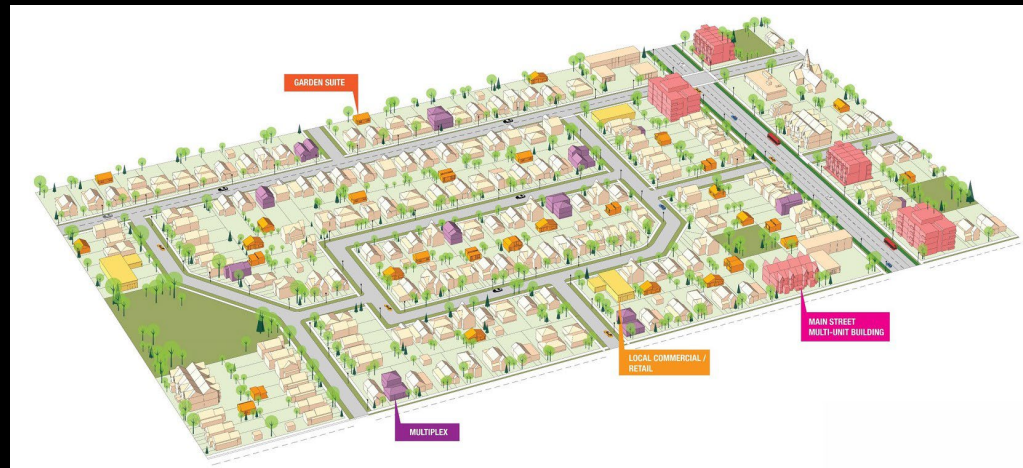 GARDEN SUITE
MAIN STREET
MULTI-UNIT BUILDING
LOCAL COMMERCIAL /
RETAIL
MULTIPLEX